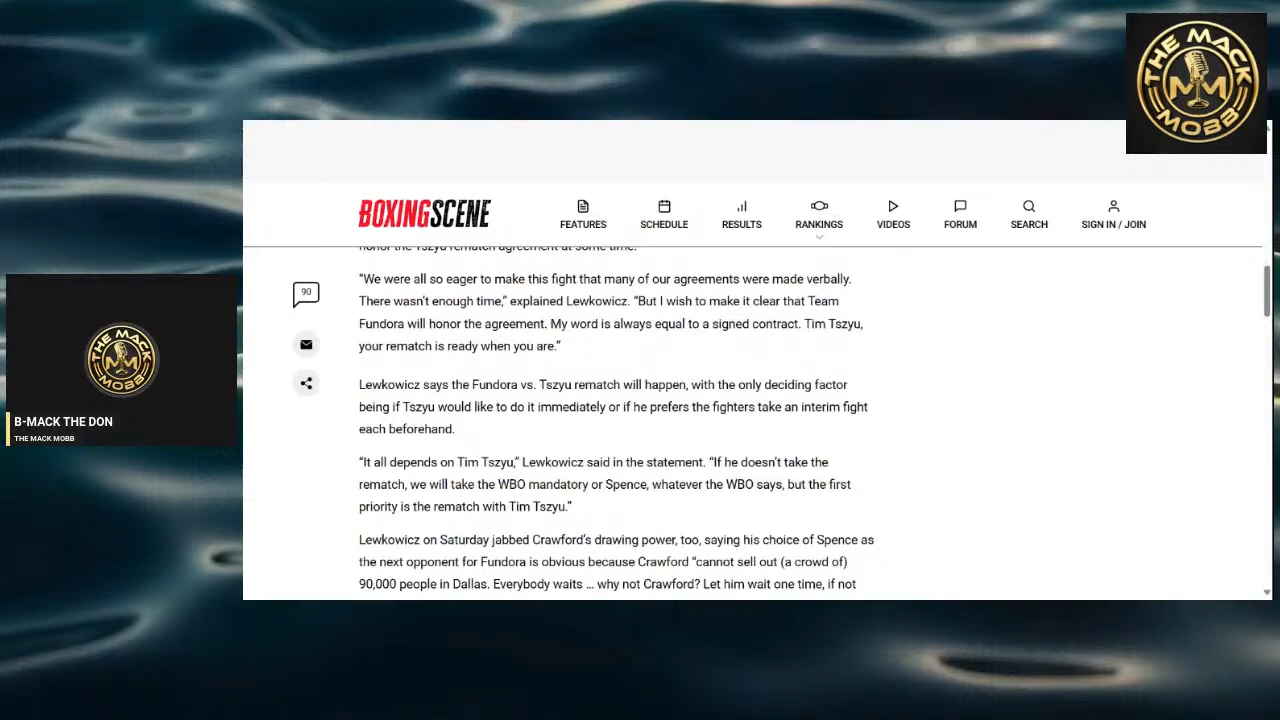 THE MACK
MM
MOBB
BOXINGSCENE
FEATURES
SCHEDULE
RESULTS
RANKINGS
VIDEOS
FORUM
SEARCH
SIGN IN / JOIN
honor the Tszyu rematch agreement at some time.
90
“We were all so eager to make this fight that many of our agreements were made verbally.
There wasn’t enough time,” explained Lewkowicz. “But I wish to make it clear that Team
Fundora will honor the agreement. My word is always equal to a signed contract. Tim Tszyu,
your rematch is ready when you are.”
Lewkowicz says the Fundora vs. Tszyu rematch will happen, with the only deciding factor
being if Tszyu would like to do it immediately or if he prefers the fighters take an interim fight
each beforehand.
“It all depends on Tim Tszyu,” Lewkowicz said in the statement. “If he doesn’t take the
rematch, we will take the WBO mandatory or Spence, whatever the WBO says, but the first
priority is the rematch with Tim Tszyu.”
Lewkowicz on Saturday jabbed Crawford’s drawing power, too, saying his choice of Spence as
the next opponent for Fundora is obvious because Crawford “cannot sell out (a crowd of)
90,000 people in Dallas. Everybody waits … why not Crawford? Let him wait one time, if not
THE MACK
MM
MOBB
B-MACK THE DON
THE MACK MOBB